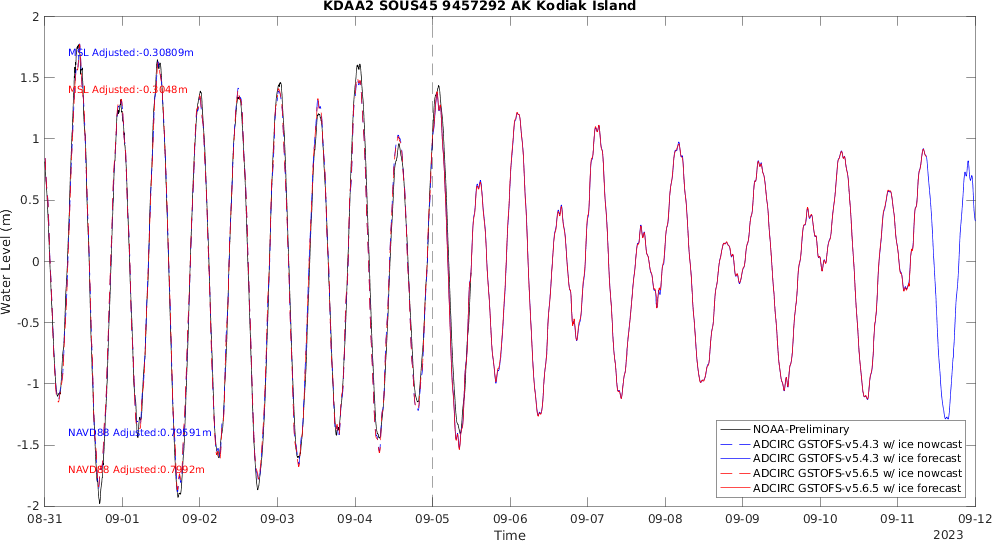 KDAA2 SOUS45 9457292 AK Kodiak Island
2
1.5
1
0.5
0
-0.5
-1
-1.5
-2
Water Level (m)
MSL Adjusted:-0.30809m
MSL Adjusted:-0.3048m
NAVD88 Adjusted:0.79591m
NAVD88 Adjusted:0.7992m
NOAA-Preliminary
ADCIRC GSTOFS-v5.4.3 w/ ice nowcast
ADCIRC GSTOFS-v5.4.3 w/ ice forecast
ADCIRC GSTOFS-v5.6.5 w/ ice nowcast
ADCIRC GSTOFS-v5.6.5 w/ ice forecast
08-31 09-01 09-02 09-03 09-04 09-05 09-06 09-07 09-08 09-09 09-10 09-11 09-12
Time
2023